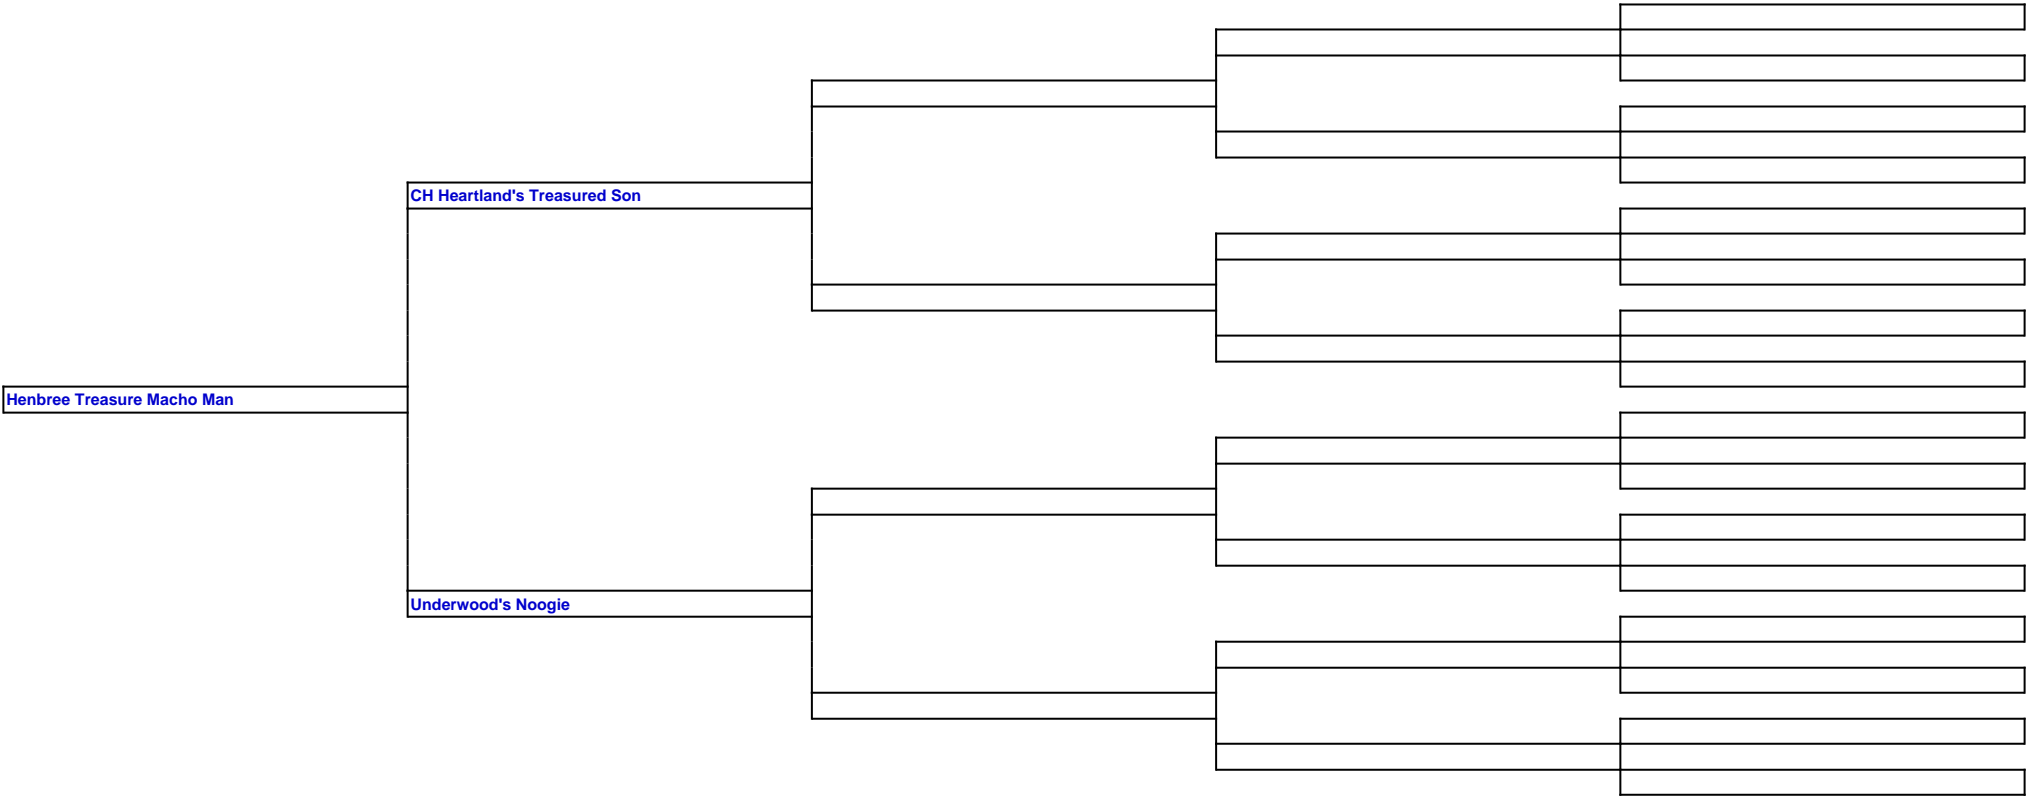 CH Heartland's Treasured Son
Henbree Treasure Macho Man
Underwood's Noogie